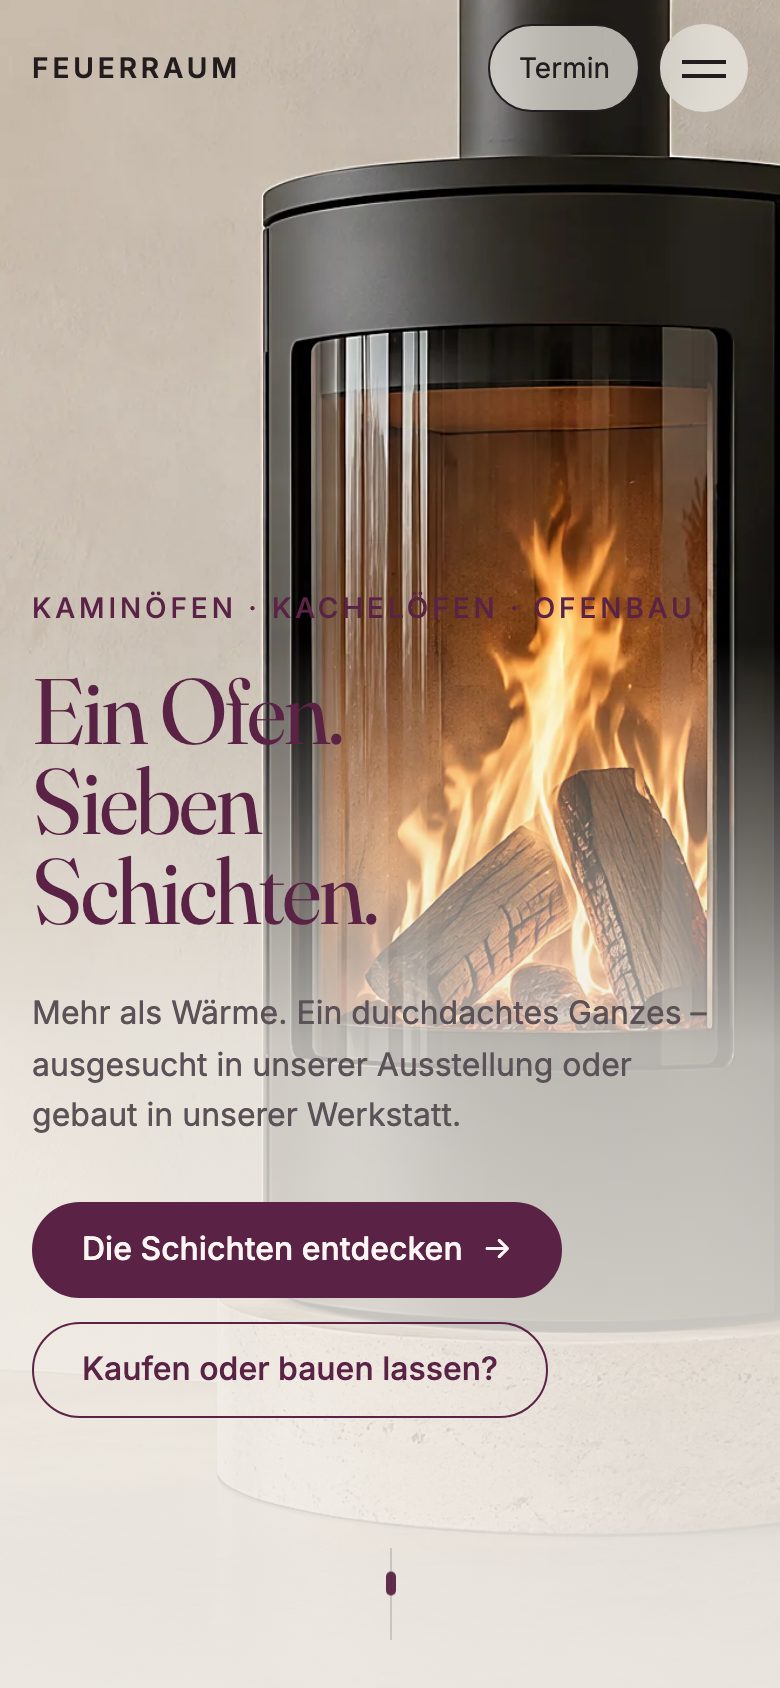 FEUERRAUM
Termin
KAMINÖFEN · KACHELÖFEN · OFENBAU
Ein Ofen.
Sieben
Schichten.
Mehr als Wärme. Ein durchdachtes Ganzes –
ausgesucht in unserer Ausstellung oder
gebaut in unserer Werkstatt.
Die Schichten entdecken →
Kaufen oder bauen lassen?